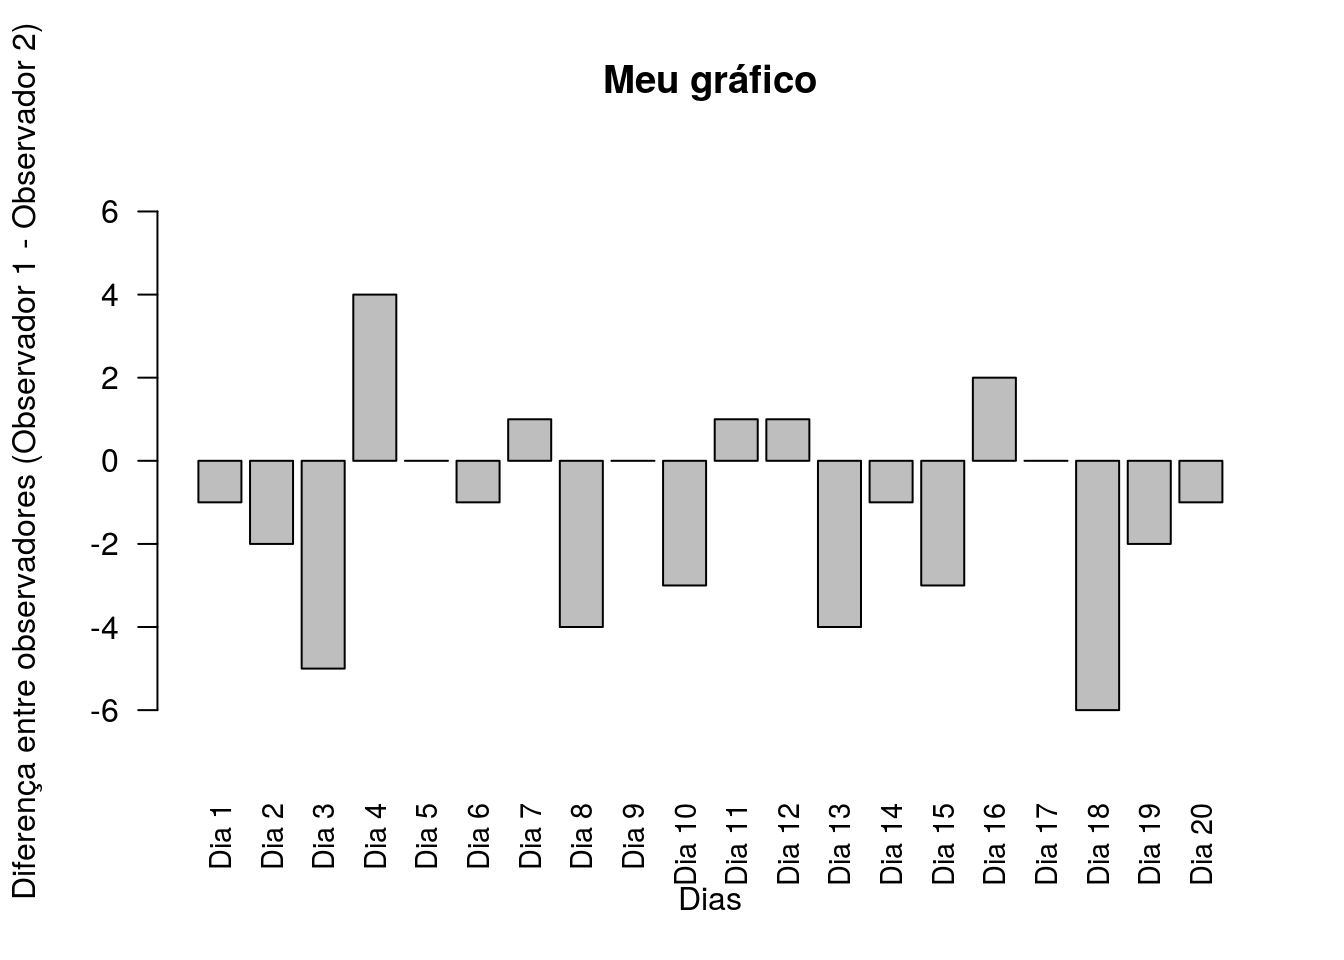 Meu gráfico
Diferença entre observadores (Observador 1 - Observador 2)
6
4
2
0
-2
-4
-6
Dia 1
Dia 2
Dia 3
Dia 4
Dia 5
Dia 6
Dia 7
Dia 8
Dia 9
Dia 10
Dia 11
Dia 12
Dia 13
Dia 14
Dia 15
Dia 16
Dia 17
Dia 18
Dia 19
Dia 20
Dias